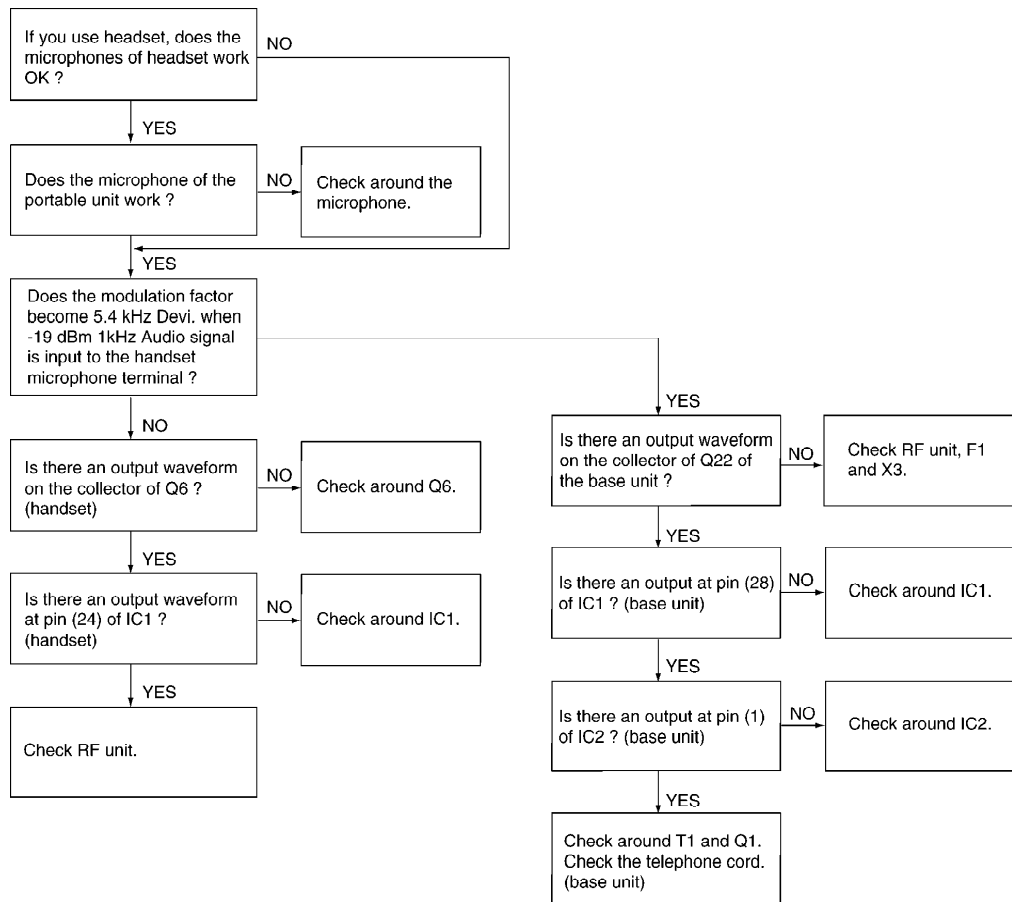 If you use headset, does the
microphones of headset work
OK ?
NO
YES
Does the microphone of the
portable unit work ?
NO
Check around the
microphone.
YES
Does the modulation factor
become 5.4 kHz Devi. when
-19 dBm 1kHz Audio signal
is input to the handset
microphone terminal ?
NO
Is there an output waveform
on the collector of Q6 ?
(handset)
NO
Check around Q6.
YES
Is there an output waveform
at pin (24) of IC1 ?
(handset)
NO
Check around IC1.
YES
Check RF unit.
YES
Is there an output waveform
on the collector of Q22 of
the base unit ?
NO
Check RF unit, F1
and X3.
YES
Is there an output at pin (28)
of IC1 ? (base unit)
NO
Check around IC1.
YES
Is there an output at pin (1)
of IC2 ? (base unit)
NO
Check around IC2.
YES
Check around T1 and Q1.
Check the telephone cord.
(base unit)